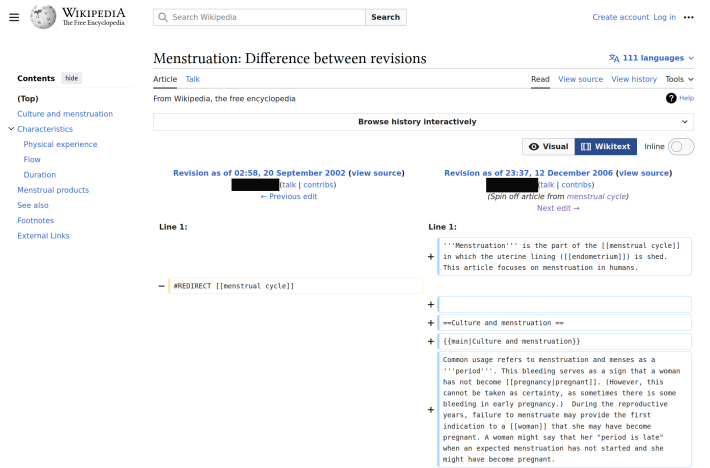 WIKIPEDIA
The Free Encyclopedia
Search Wikipedia
Search
Create account Log in •••
Contents hide
(Top)
Culture and menstruation
Characteristics
Physical experience
Flow
Duration
Menstrual products
See also
Footnotes
External Links
Menstruation: Difference between revisions
111 languages
Article Talk
Read View source View history Tools
From Wikipedia, the free encyclopedia
? Help
Browse history interactively
Visual Wikitext Inline
Revision as of 02:58, 20 September 2002 (view source)
(talk | contribs)
← Previous edit
Revision as of 23:37, 12 December 2006 (view source)
(talk | contribs)
(Spin off article from menstrual cycle)
Next edit →
Line 1:
Line 1:
+ '''Menstruation''' is the part of the [[menstrual cycle]]
in which the uterine lining ([[endometrium]]) is shed.
This article focuses on menstruation in humans.
− #REDIRECT [[menstrual cycle]]
+
+ ==Culture and menstruation ==
+ {{main|Culture and menstruation}}
+ Common usage refers to menstruation and menses as a
'''period'''. This bleeding serves as a sign that a woman
has not become [[pregnancy|pregnant]]. (However, this
cannot be taken as certainty, as sometimes there is some
bleeding in early pregnancy.)  During the reproductive
years, failure to menstruate may provide the first
indication to a [[woman]] that she may have become
pregnant. A woman might say that her "period is late"
when an expected menstruation has not started and she
might have become pregnant.